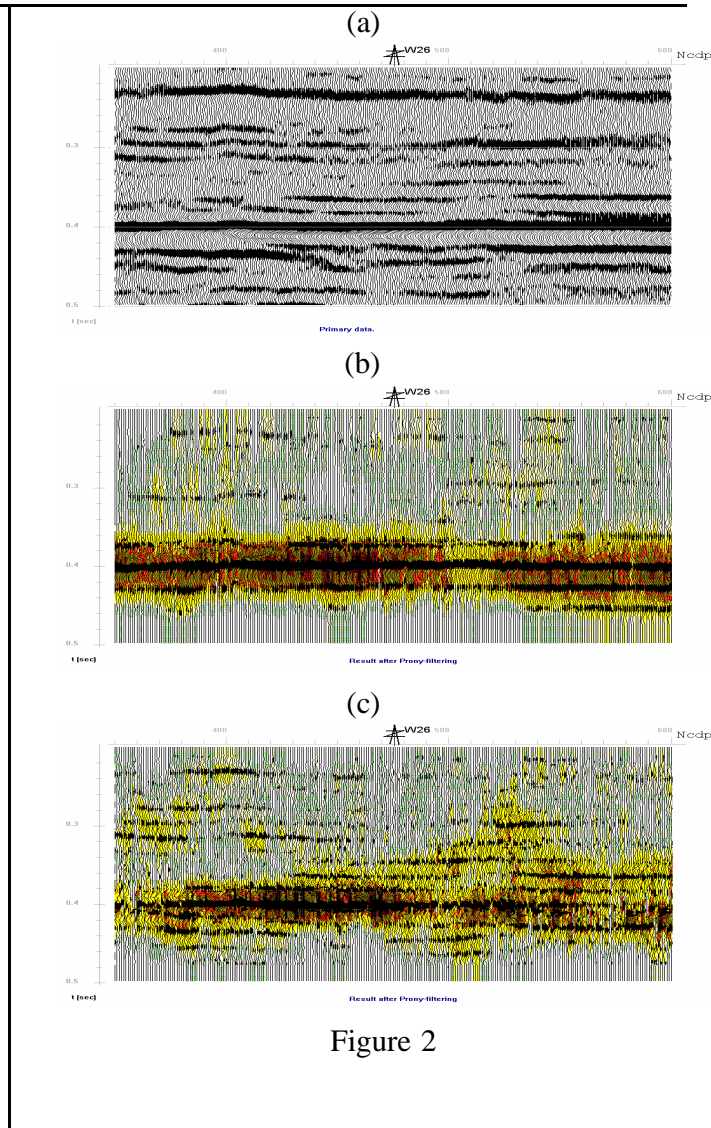 (a)
400 W26 500 600 Ncdp
0.3
0.4
0.5
t (sec)
Primary data.
(b)
400 W26 500 600 Ncdp
0.3
0.4
0.5
t (sec)
Result after Prony-filtering
(c)
400 W26 500 600 Ncdp
0.3
0.4
0.5
t (sec)
Result after Prony-filtering
Figure 2